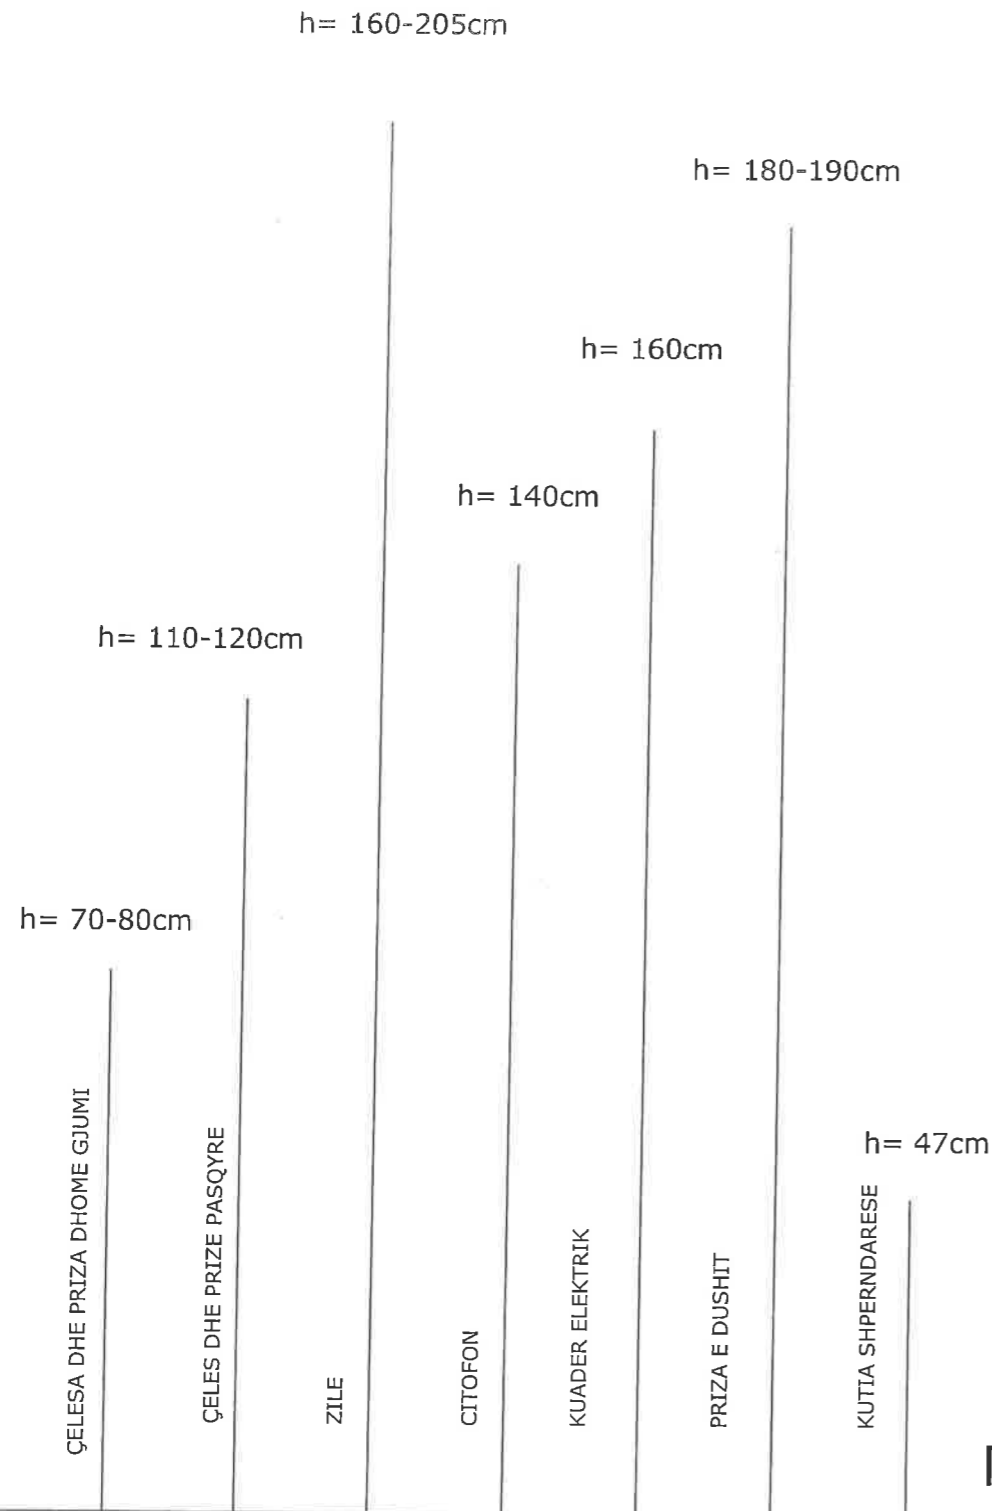 h= 160-205cm
h= 180-190cm
h= 160cm
h= 140cm
h= 110-120cm
h= 70-80cm
h= 47cm
ÇELESA DHE PRIZA DHOME GJUMI
ÇELES DHE PRIZE PASQYRE
ZILE
CITOFON
KUADER ELEKTRIK
PRIZA E DUSHIT
KUTIA SHPERNDARESE